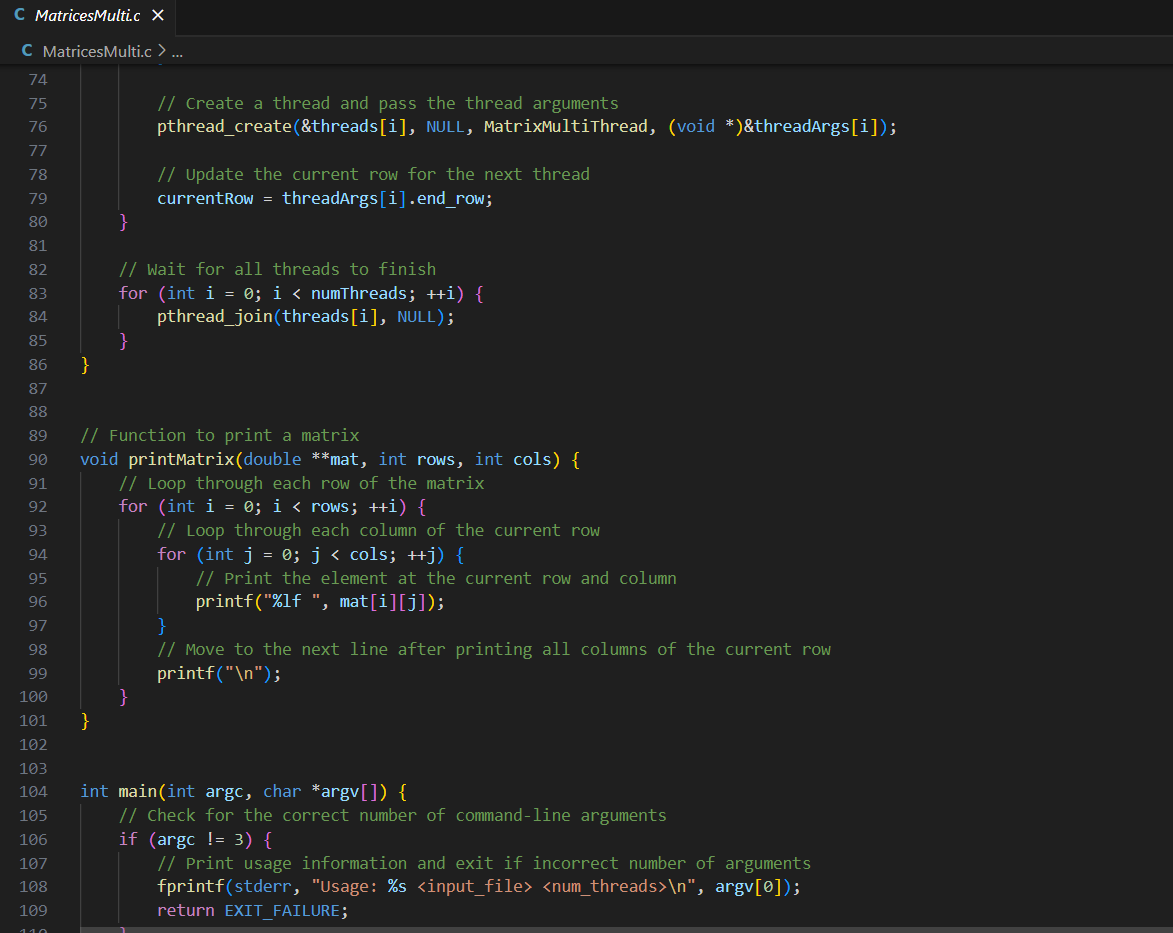 C MatricesMulti.c ×
C MatricesMulti.c > ...
74
75 // Create a thread and pass the thread arguments
76 pthread_create(&threads[i], NULL, MatrixMultiThread, (void *)&threadArgs[i]);
77
78 // Update the current row for the next thread
79 currentRow = threadArgs[i].end_row;
80 }
81
82 // Wait for all threads to finish
83 for (int i = 0; i < numThreads; ++i) {
84 pthread_join(threads[i], NULL);
85 }
86 }
87
88
89 // Function to print a matrix
90 void printMatrix(double **mat, int rows, int cols) {
91 // Loop through each row of the matrix
92 for (int i = 0; i < rows; ++i) {
93 // Loop through each column of the current row
94 for (int j = 0; j < cols; ++j) {
95 // Print the element at the current row and column
96 printf("%lf ", mat[i][j]);
97 }
98 // Move to the next line after printing all columns of the current row
99 printf("\n");
100 }
101 }
102
103
104 int main(int argc, char *argv[]) {
105 // Check for the correct number of command-line arguments
106 if (argc != 3) {
107 // Print usage information and exit if incorrect number of arguments
108 fprintf(stderr, "Usage: %s <input_file> <num_threads>\n", argv[0]);
109 return EXIT_FAILURE;
110 }